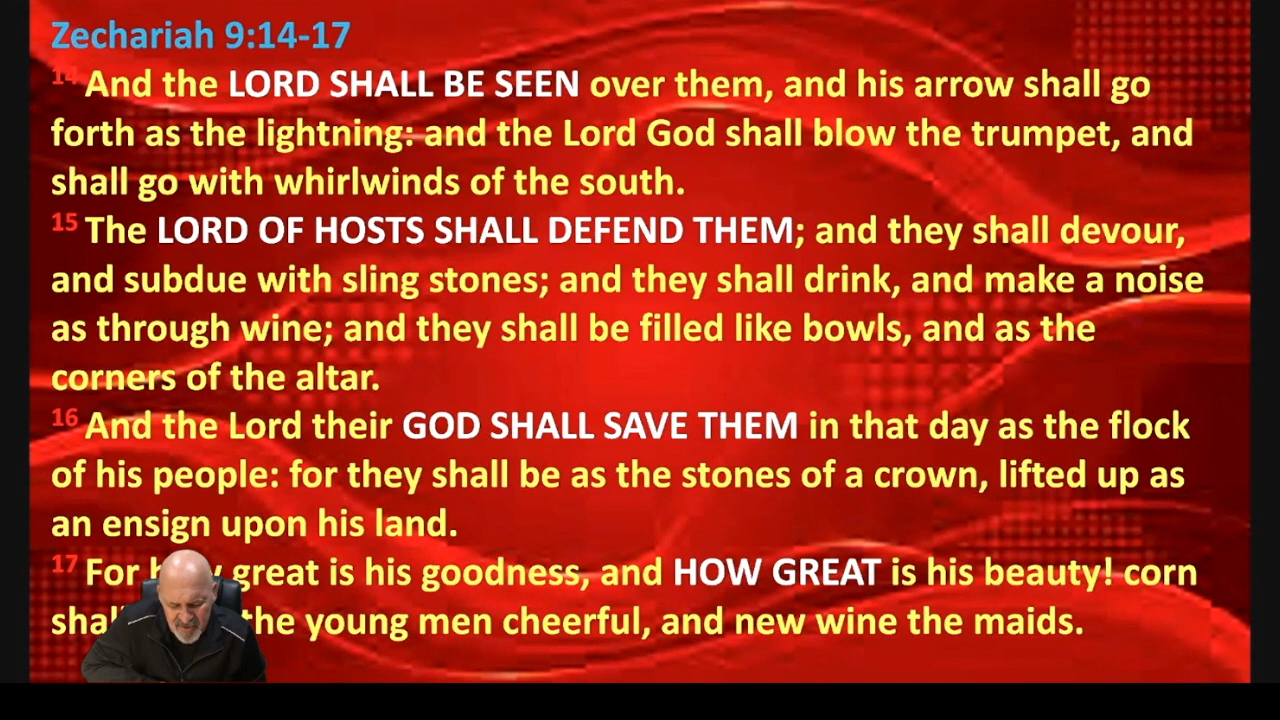 Zechariah 9:14-17
14 And the LORD SHALL BE SEEN over them, and his arrow shall go
forth as the lightning: and the Lord God shall blow the trumpet, and
shall go with whirlwinds of the south.
15 The LORD OF HOSTS SHALL DEFEND THEM; and they shall devour,
and subdue with sling stones; and they shall drink, and make a noise
as through wine; and they shall be filled like bowls, and as the
corners of the altar.
16 And the Lord their GOD SHALL SAVE THEM in that day as the flock
of his people: for they shall be as the stones of a crown, lifted up as
an ensign upon his land.
17 For great is his goodness, and HOW GREAT is his beauty! corn
the young men cheerful, and new wine the maids.